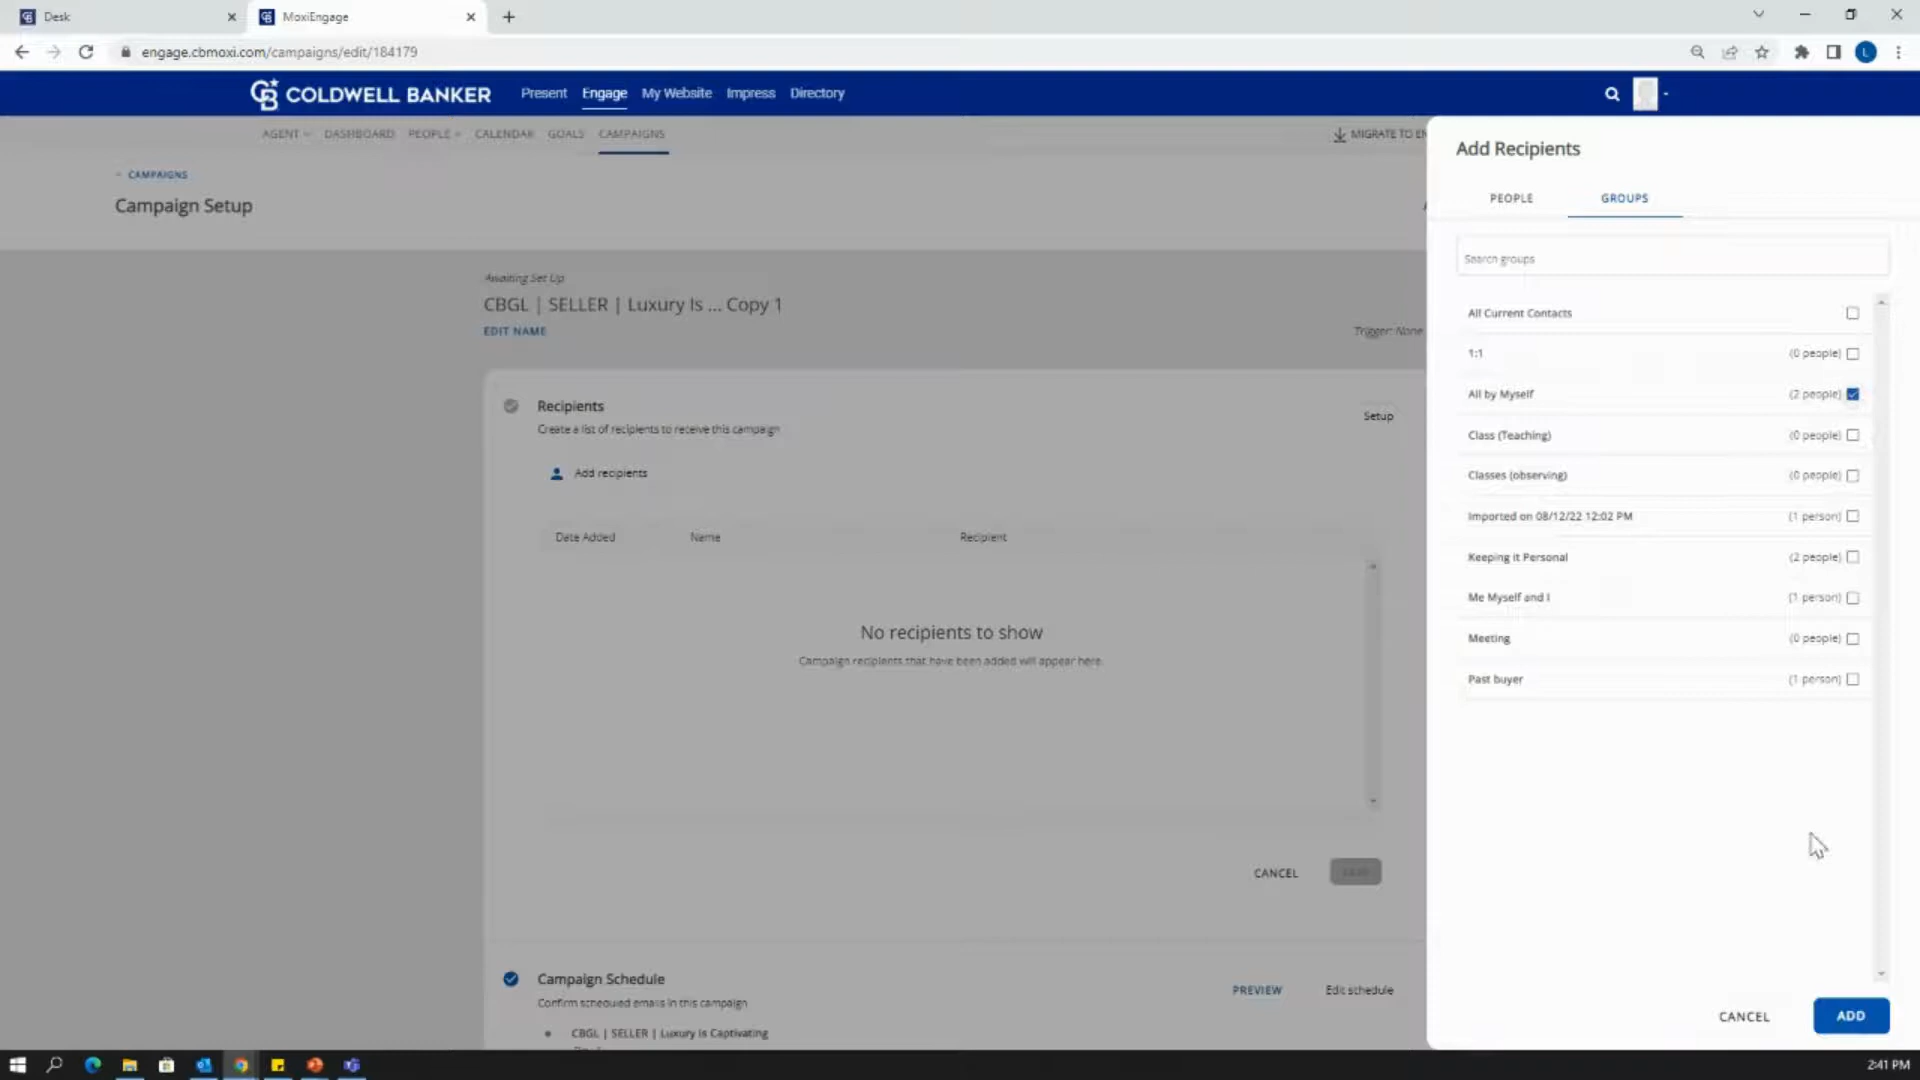 Desk
MoxiEngage
engage.cbmoxi.com/campaigns/edit/184179
L
COLDWELL BANKER
Present
Engage
My Website
Impress
Directory
AGENT
DASHBOARD
PEOPLE
CALENDAR
GOALS
CAMPAIGNS
MIGRATE TO EN
CAMPAIGNS
Campaign Setup
Awaiting Set Up
CBGL | SELLER | Luxury Is ... Copy 1
EDIT NAME
Trigger: None
Recipients
Setup
Create a list of recipients to receive this campaign
Add recipients
Date Added
Name
Recipient
No recipients to show
Campaign recipients that have been added will appear here.
CANCEL
Campaign Schedule
PREVIEW
Edit schedule
Confirm scheduled emails in this campaign
CBGL | SELLER | Luxury Is Captivating
Add Recipients
PEOPLE
GROUPS
Search groups
All Current Contacts
1:1 (0 people)
All by Myself (2 people)
Class (Teaching) (0 people)
Classes (observing) (0 people)
Imported on 08/12/22 12:02 PM (1 person)
Keeping it Personal (2 people)
Me Myself and I (1 person)
Meeting (0 people)
Past buyer (1 person)
CANCEL
ADD
2:41 PM